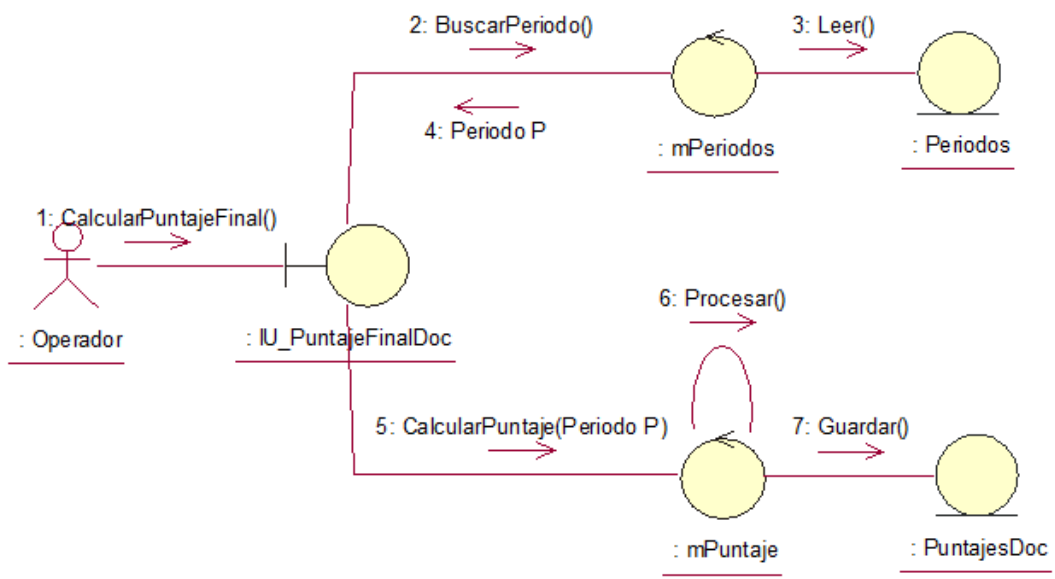 2: BuscarPeriodo()
3: Leer()
4: Periodo P
: mPeriodos
: Periodos
1: CalcularPuntajeFinal()
: Operador
: IU_PuntajeFinalDoc
6: Procesar()
5: CalcularPuntaje(Periodo P)
7: Guardar()
: mPuntaje
: PuntajesDoc